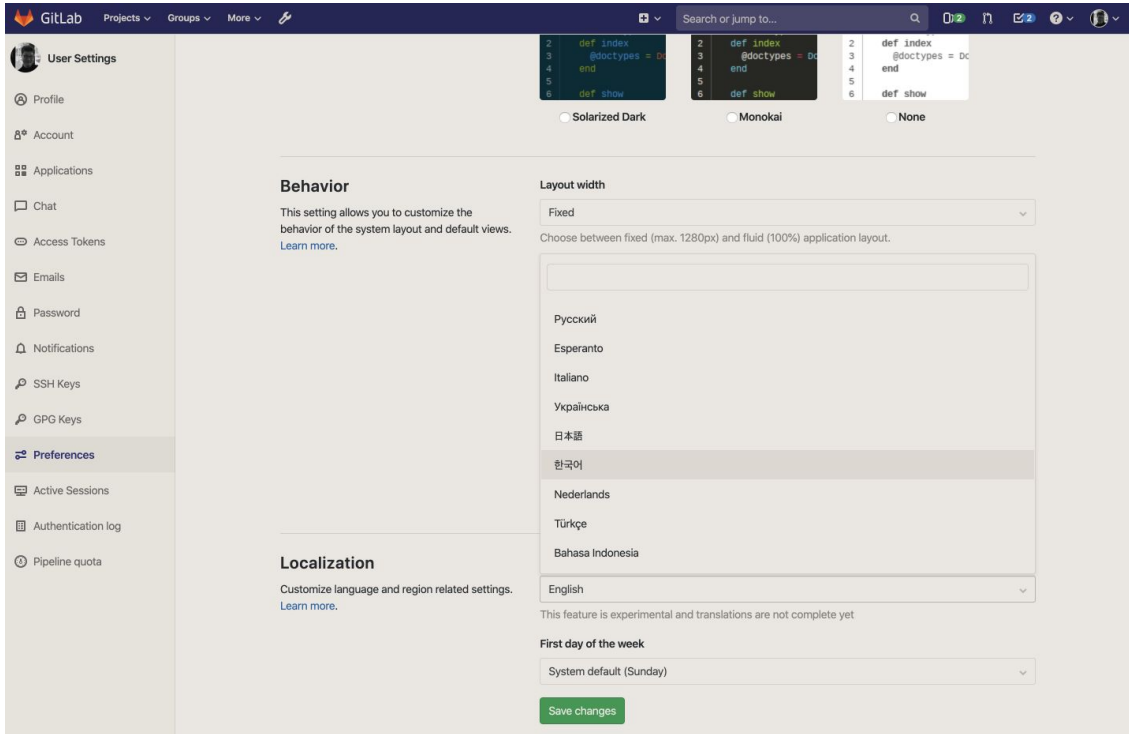 GitLab Projects Groups More Search or jump to... 2 2
User Settings
Profile
Account
Applications
Chat
Access Tokens
Emails
Password
Notifications
SSH Keys
GPG Keys
Preferences
Active Sessions
Authentication log
Pipeline quota
2 def index
3 @doctypes = Do
4 end
5
6 def show
Solarized Dark
2 def index
3 @doctypes = Do
4 end
5
6 def show
Monokai
2 def index
3 @doctypes = Dc
4 end
5
6 def show
None
Behavior
This setting allows you to customize the
behavior of the system layout and default views.
Learn more.
Layout width
Fixed
Choose between fixed (max. 1280px) and fluid (100%) application layout.
Русский
Esperanto
Italiano
Українська
日本語
한국어
Nederlands
Türkçe
Bahasa Indonesia
Localization
Customize language and region related settings.
Learn more.
English
This feature is experimental and translations are not complete yet
First day of the week
System default (Sunday)
Save changes